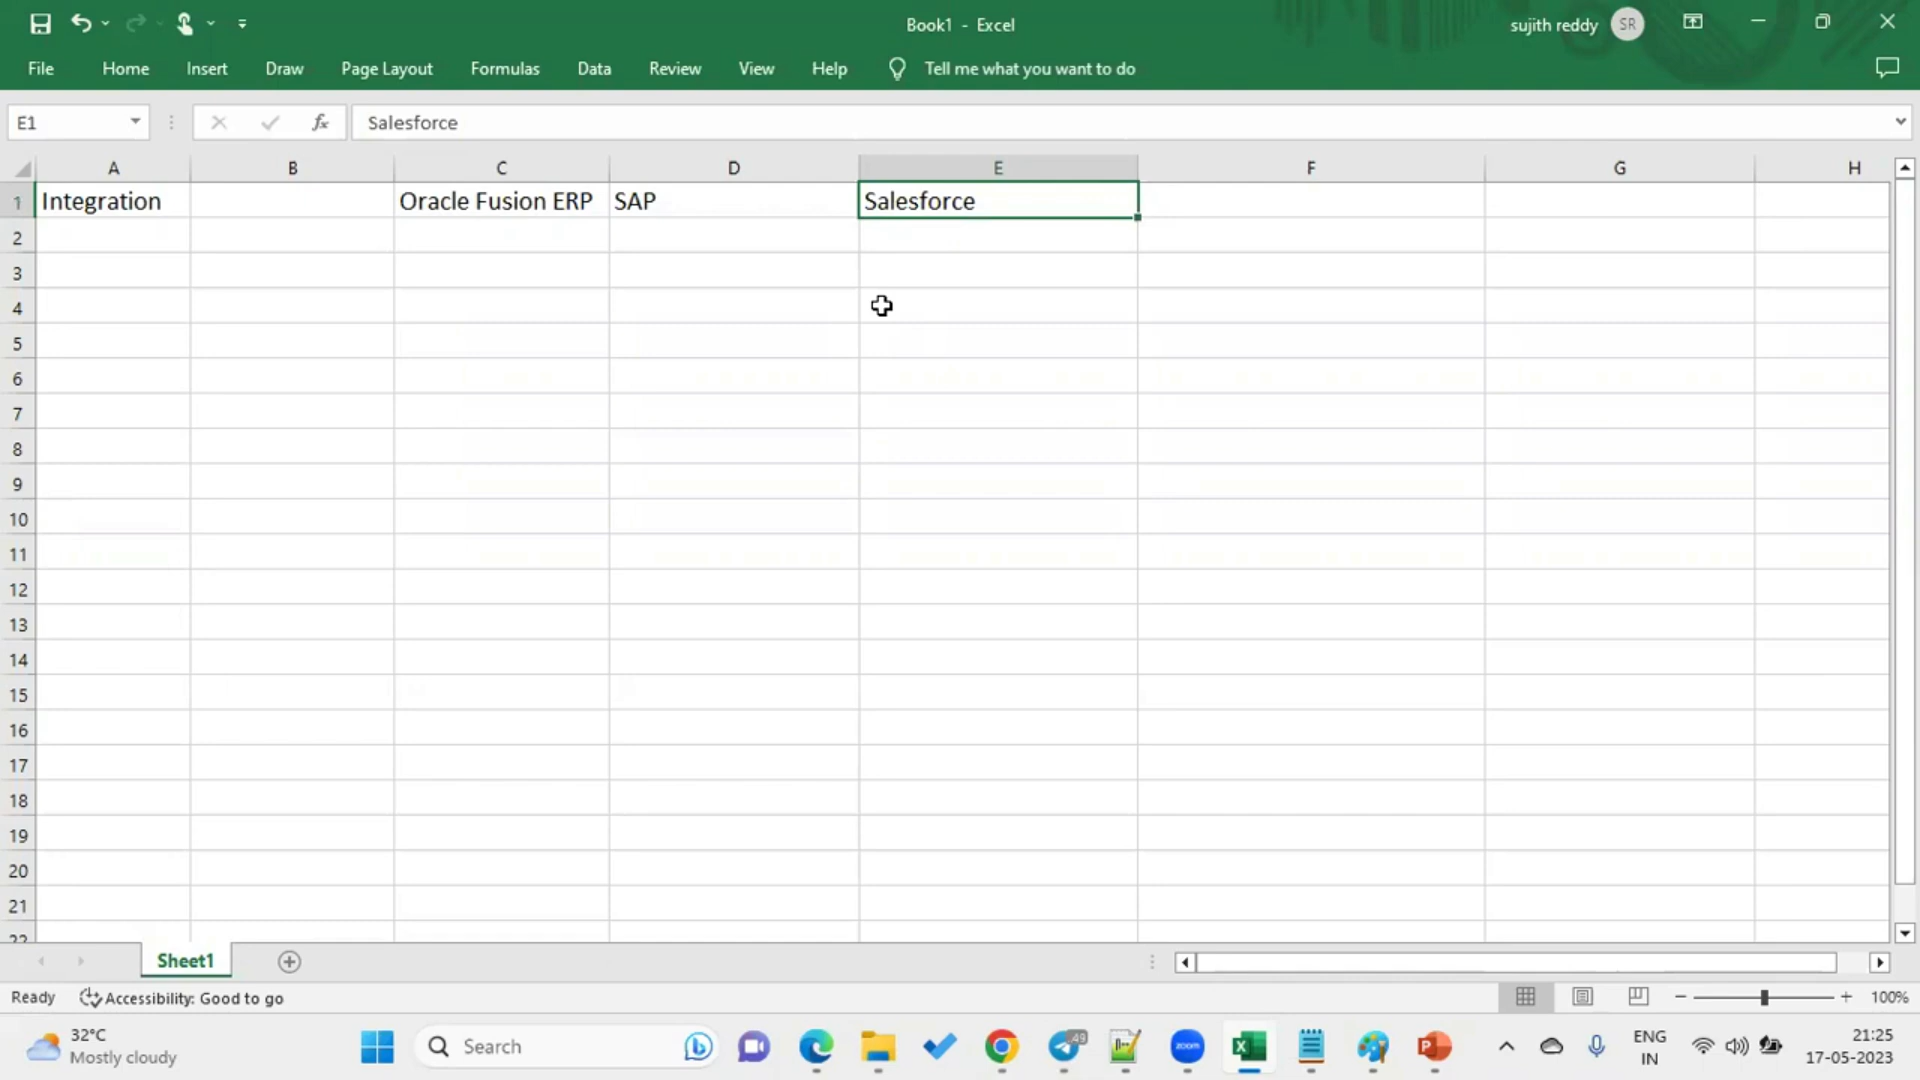 Book1 - Excel
sujith reddy
SR
File Home Insert Draw Page Layout Formulas Data Review View Help Tell me what you want to do
E1
fx
Salesforce
A B C D E F G H
1 Integration Oracle Fusion ERP SAP Salesforce
2
3
4
5
6
7
8
9
10
11
12
13
14
15
16
17
18
19
20
21
22
Sheet1
Ready Accessibility: Good to go 100%
32°C
Mostly cloudy
Search
49
zoom
ENG
IN
21:25
17-05-2023